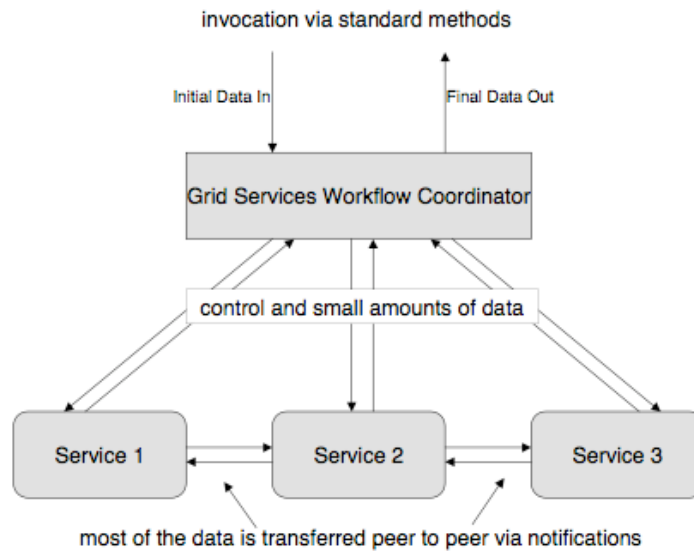 invocation via standard methods
Initial Data In
Final Data Out
Grid Services Workflow Coordinator
control and small amounts of data
Service 1
Service 2
Service 3
most of the data is transferred peer to peer via notifications